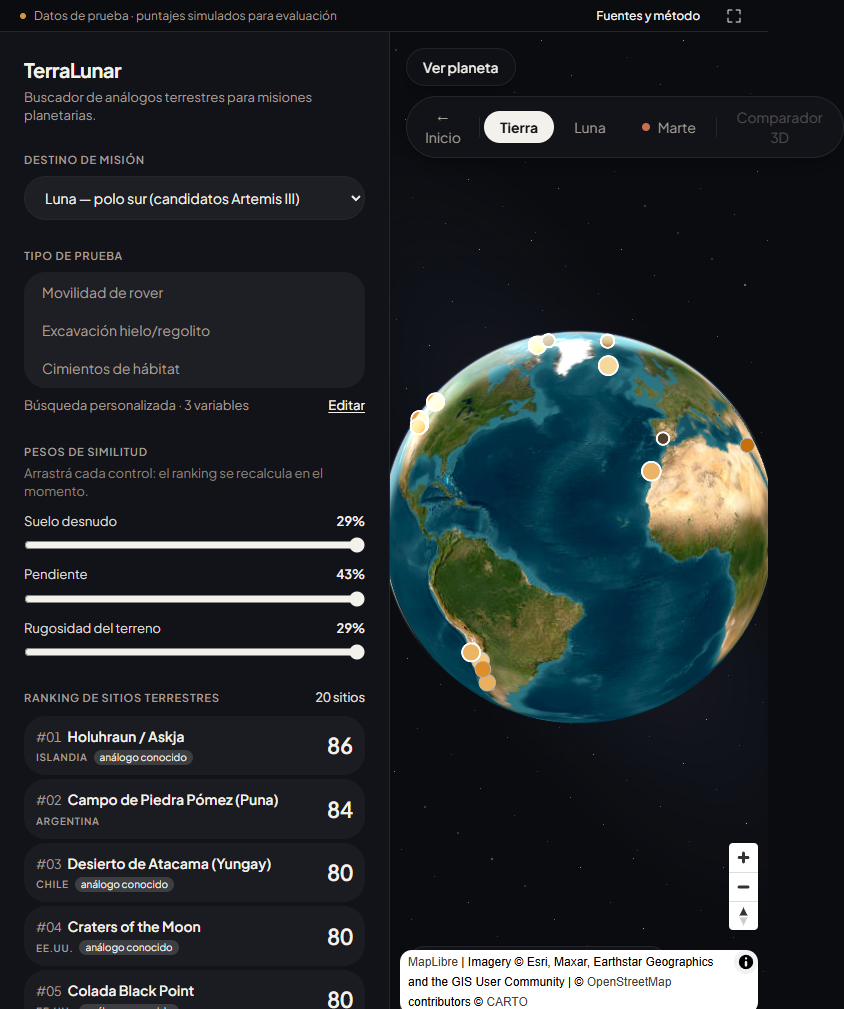 Datos de prueba · puntajes simulados para evaluación
Fuentes y método
TerraLunar
Buscador de análogos terrestres para misiones
planetarias.
DESTINO DE MISIÓN
Luna — polo sur (candidatos Artemis III)
TIPO DE PRUEBA
Movilidad de rover
Excavación hielo/regolito
Cimientos de hábitat
Búsqueda personalizada · 3 variables
Editar
PESOS DE SIMILITUD
Arrastrá cada control: el ranking se recalcula en el
momento.
Suelo desnudo 29%
Pendiente 43%
Rugosidad del terreno 29%
RANKING DE SITIOS TERRESTRES 20 sitios
#01 Holuhraun / Askja
ISLANDIA análogo conocido
86
#02 Campo de Piedra Pómez (Puna)
ARGENTINA
84
#03 Desierto de Atacama (Yungay)
CHILE análogo conocido
80
#04 Craters of the Moon
EE.UU. análogo conocido
80
#05 Colada Black Point
80
Ver planeta
←
Inicio
Tierra
Luna
Marte
Comparador
3D
MapLibre | Imagery © Esri, Maxar, Earthstar Geographics
and the GIS User Community | © OpenStreetMap
contributors © CARTO